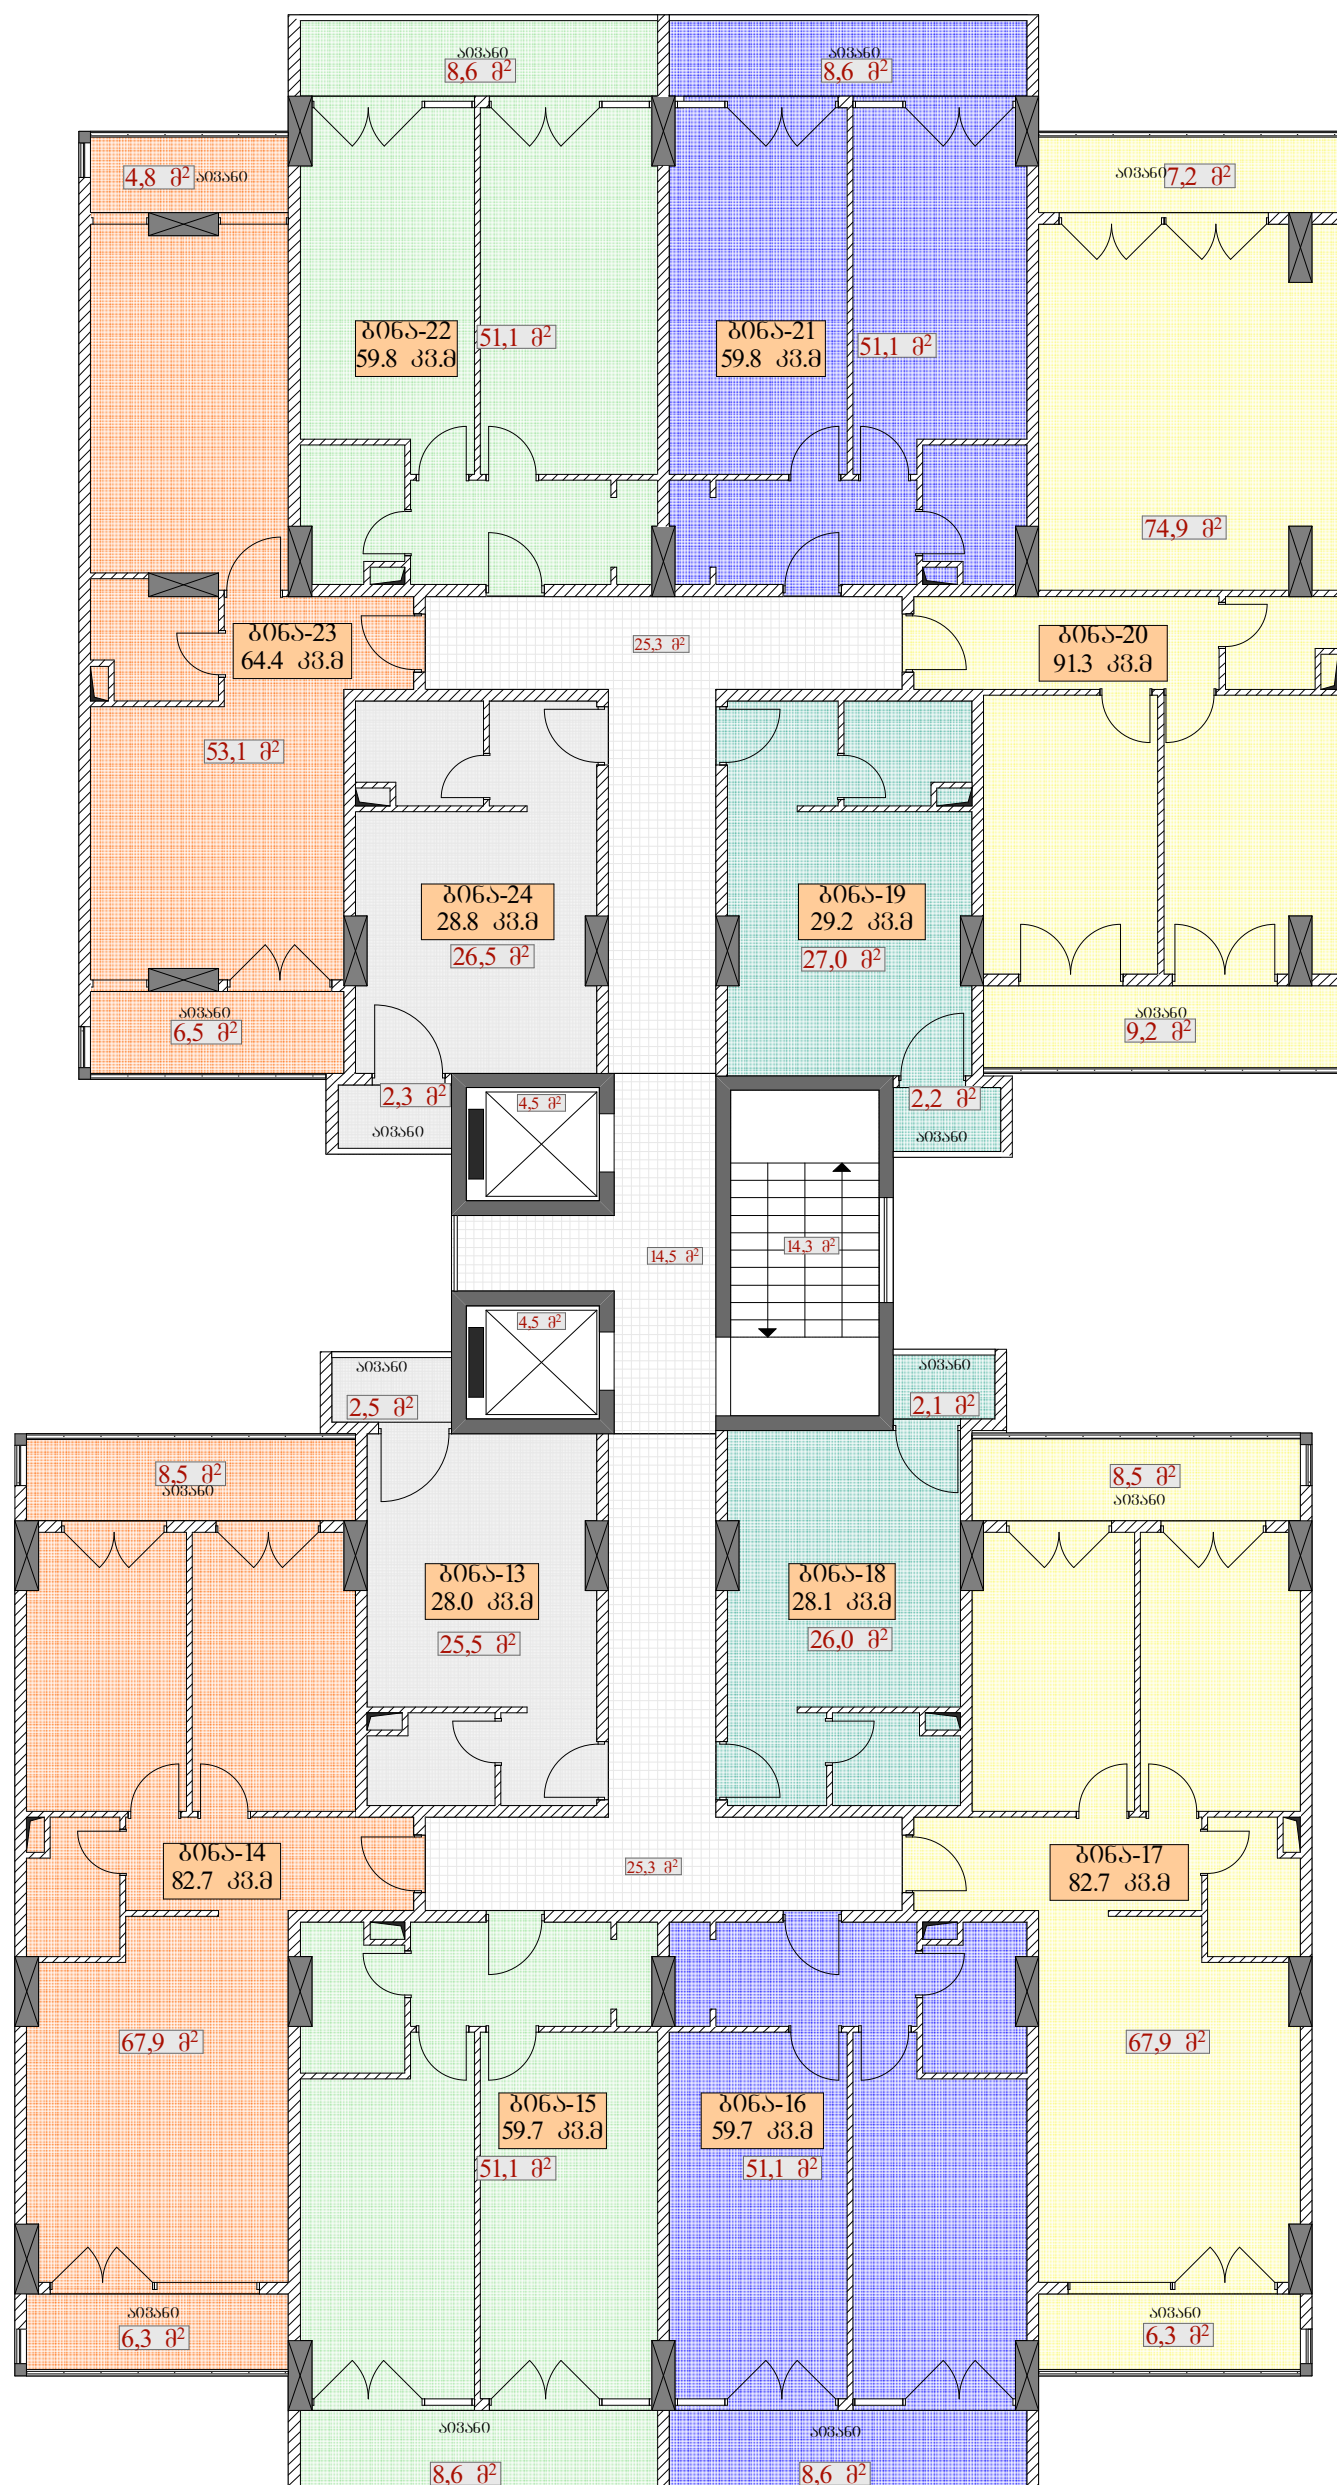 აივანი
8,6 მ²
აივანი
8,6 მ²
4,8 მ² აივანი
აივანი 7,2 მ²
ბინა-22
59.8 კვ.მ
51,1 მ²
ბინა-21
59.8 კვ.მ
51,1 მ²
74,9 მ²
ბინა-23
64.4 კვ.მ
25,3 მ²
ბინა-20
91.3 კვ.მ
53,1 მ²
ბინა-24
28.8 კვ.მ
26,5 მ²
ბინა-19
29.2 კვ.მ
27,0 მ²
აივანი
6,5 მ²
აივანი
9,2 მ²
2,3 მ²
აივანი
4,5 მ²
2,2 მ²
აივანი
14,5 მ²
14,3 მ²
4,5 მ²
აივანი
2,5 მ²
აივანი
2,1 მ²
8,5 მ²
აივანი
8,5 მ²
აივანი
ბინა-13
28.0 კვ.მ
25,5 მ²
ბინა-18
28.1 კვ.მ
26,0 მ²
ბინა-14
82.7 კვ.მ
25,3 მ²
ბინა-17
82.7 კვ.მ
67,9 მ²
67,9 მ²
ბინა-15
59.7 კვ.მ
51,1 მ²
ბინა-16
59.7 კვ.მ
51,1 მ²
აივანი
6,3 მ²
აივანი
6,3 მ²
აივანი
8,6 მ²
აივანი
8,6 მ²